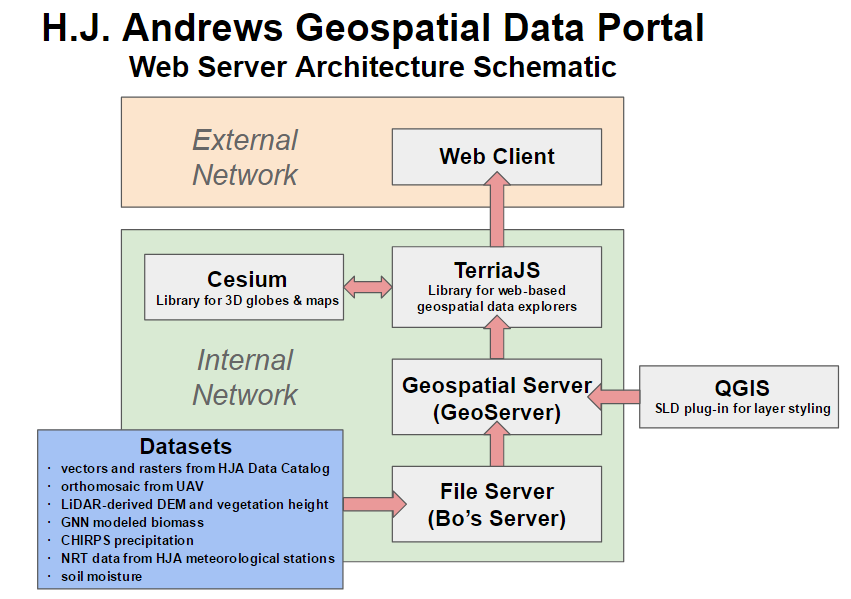 H.J. Andrews Geospatial Data Portal
Web Server Architecture Schematic
External
Network
Web Client
Cesium
Library for 3D globes & maps
TerriaJS
Library for web-based
geospatial data explorers
Internal
Network
Geospatial Server
(GeoServer)
QGIS
SLD plug-in for layer styling
Datasets
· vectors and rasters from HJA Data Catalog
· orthomosaic from UAV
· LiDAR-derived DEM and vegetation height
· GNN modeled biomass
· CHIRPS precipitation
· NRT data from HJA meteorological stations
· soil moisture
File Server
(Bo's Server)